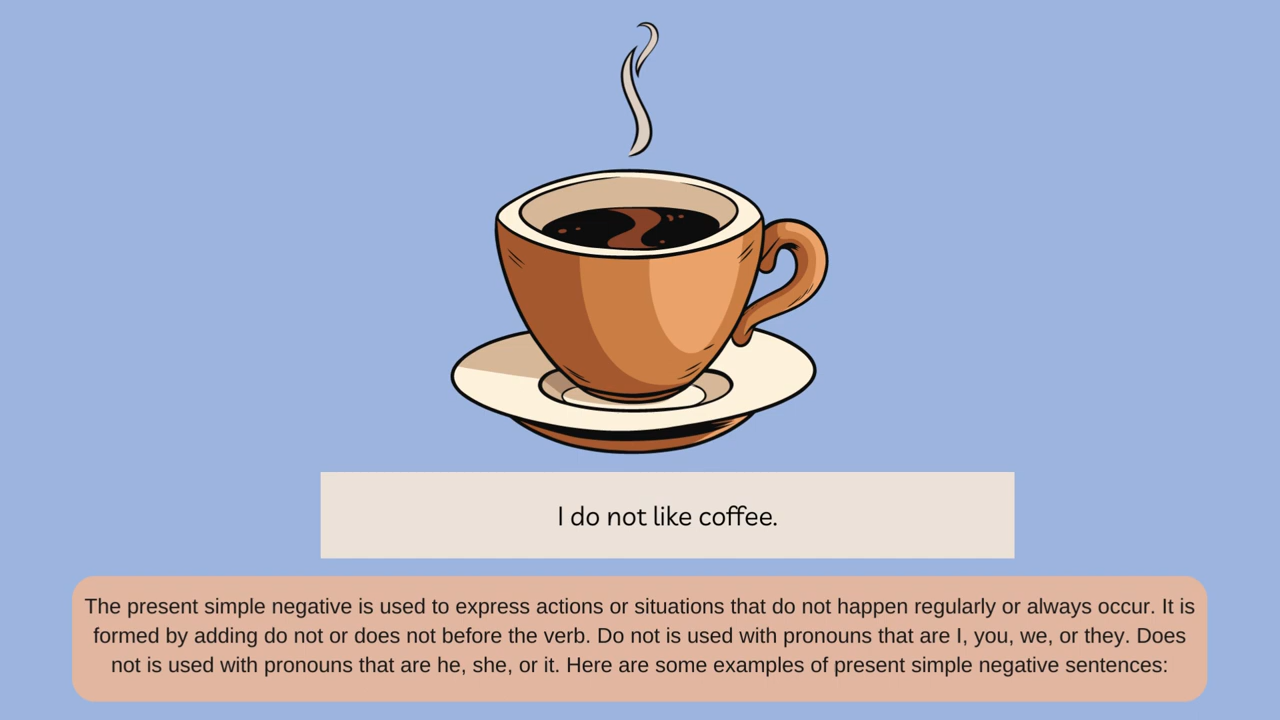 I do not like coffee.
The present simple negative is used to express actions or situations that do not happen regularly or always occur. It is
formed by adding do not or does not before the verb. Do not is used with pronouns that are I, you, we, or they. Does
not is used with pronouns that are he, she, or it. Here are some examples of present simple negative sentences: